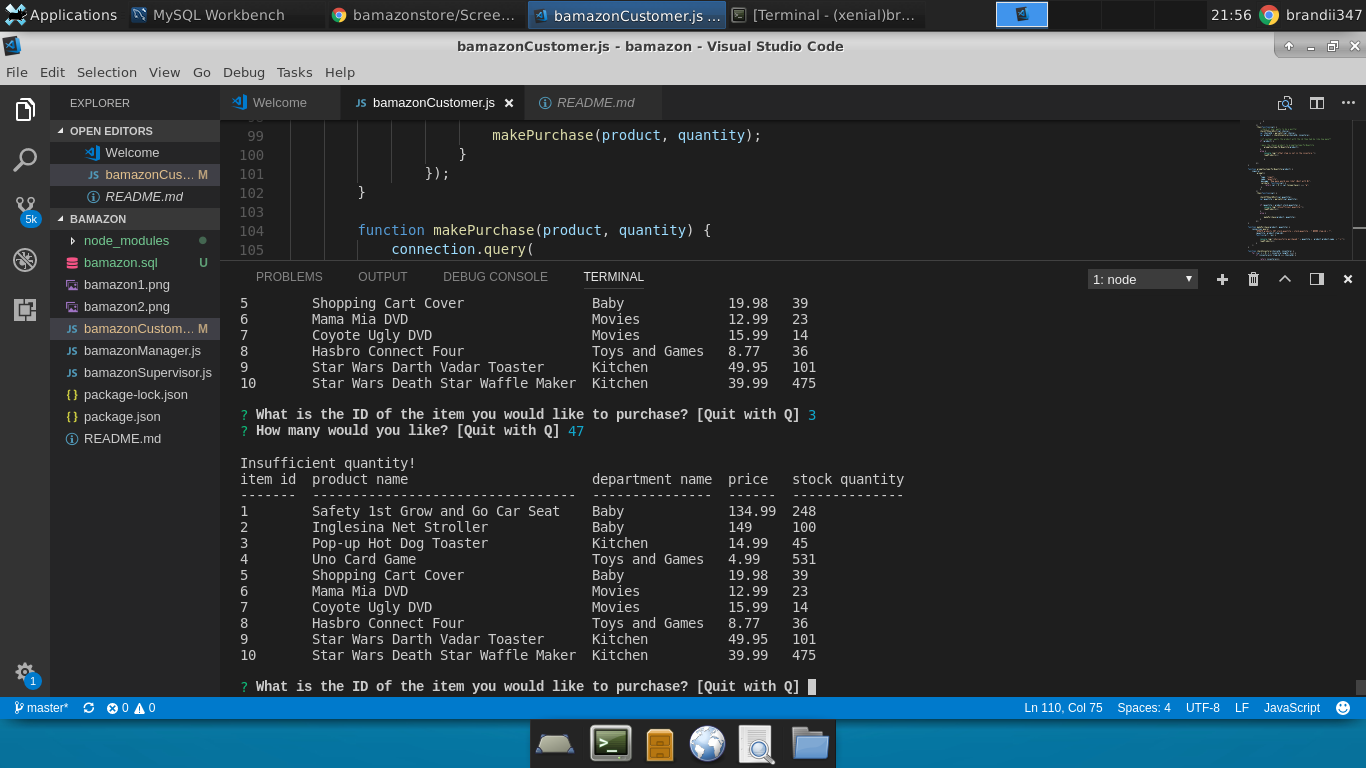 Applications MySQL Workbench bamazonstore/Scree... bamazonCustomer.js ... [Terminal - (xenial)br... 21:56 brandii347
bamazonCustomer.js - bamazon - Visual Studio Code
File Edit Selection View Go Debug Tasks Help
EXPLORER
OPEN EDITORS
Welcome
JS bamazonCus... M
README.md
5k
BAMAZON
node_modules
bamazon.sql U
bamazon1.png
bamazon2.png
JS bamazonCustom... M
JS bamazonManager.js
JS bamazonSupervisor.js
{ } package-lock.json
{ } package.json
README.md
1
Welcome JS bamazonCustomer.js README.md
99 makePurchase(product, quantity);
100 }
101 });
102 }
103
104 function makePurchase(product, quantity) {
105 connection.query(
PROBLEMS OUTPUT DEBUG CONSOLE TERMINAL 1: node
5 Shopping Cart Cover Baby 19.98 39
6 Mama Mia DVD Movies 12.99 23
7 Coyote Ugly DVD Movies 15.99 14
8 Hasbro Connect Four Toys and Games 8.77 36
9 Star Wars Darth Vadar Toaster Kitchen 49.95 101
10 Star Wars Death Star Waffle Maker Kitchen 39.99 475
? What is the ID of the item you would like to purchase? [Quit with Q] 3
? How many would you like? [Quit with Q] 47
Insufficient quantity!
item id product name department name price stock quantity
------- --------------------------------- --------------- ------ --------------
1 Safety 1st Grow and Go Car Seat Baby 134.99 248
2 Inglesina Net Stroller Baby 149 100
3 Pop-up Hot Dog Toaster Kitchen 14.99 45
4 Uno Card Game Toys and Games 4.99 531
5 Shopping Cart Cover Baby 19.98 39
6 Mama Mia DVD Movies 12.99 23
7 Coyote Ugly DVD Movies 15.99 14
8 Hasbro Connect Four Toys and Games 8.77 36
9 Star Wars Darth Vadar Toaster Kitchen 49.95 101
10 Star Wars Death Star Waffle Maker Kitchen 39.99 475
? What is the ID of the item you would like to purchase? [Quit with Q]
master* 0 0 Ln 110, Col 75 Spaces: 4 UTF-8 LF JavaScript